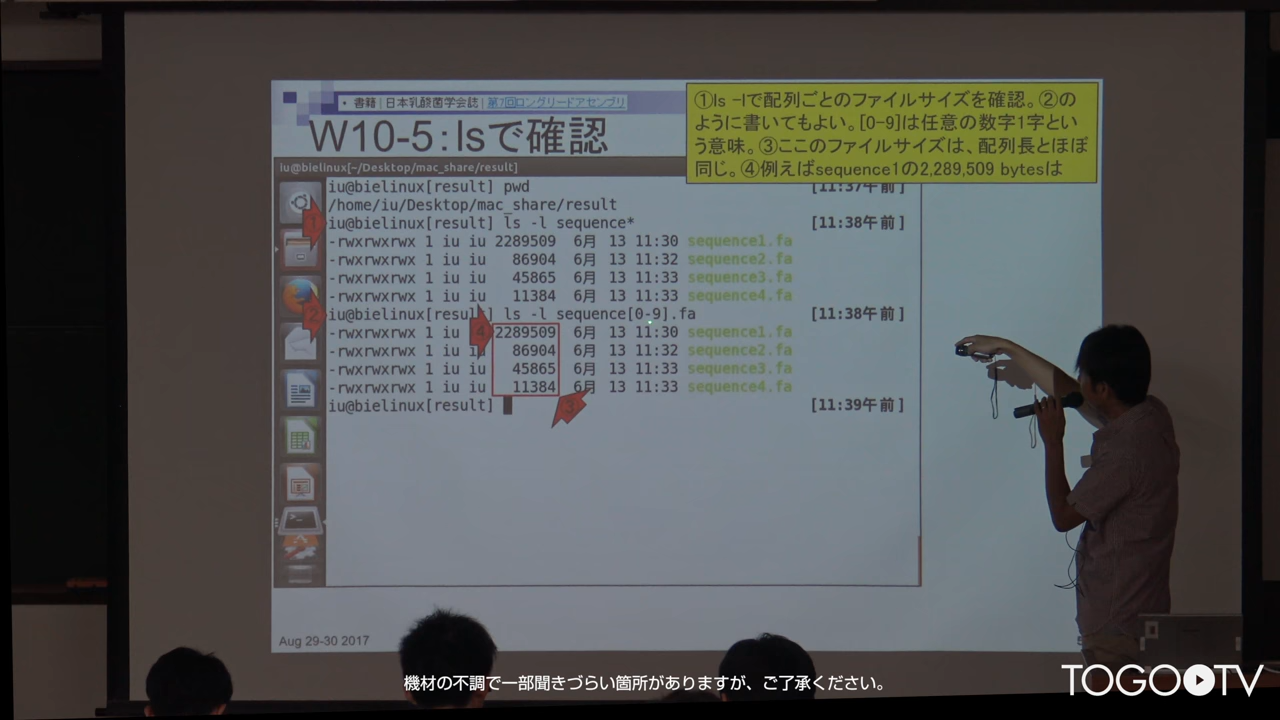 • 書籍 | 日本乳酸菌学会誌 | 第7回ロングリードアセンブリ
W10-5：lsで確認
①ls -lで配列ごとのファイルサイズを確認。②の
ように書いてもよい。[0-9]は任意の数字1字とい
う意味。③ここのファイルサイズは、配列長とほぼ
同じ。④例えばsequence1の2,289,509 bytesは
iu@bielinux[~/Desktop/mac_share/result]
iu@bielinux[result] pwd [11:37午前]
/home/iu/Desktop/mac_share/result
1 iu@bielinux[result] ls -l sequence* [11:38午前]
-rwxrwxrwx 1 iu iu 2289509 6月 13 11:30 sequence1.fa
-rwxrwxrwx 1 iu iu 86904 6月 13 11:32 sequence2.fa
-rwxrwxrwx 1 iu iu 45865 6月 13 11:33 sequence3.fa
-rwxrwxrwx 1 iu iu 11384 6月 13 11:33 sequence4.fa
2 iu@bielinux[result] ls -l sequence[0-9].fa [11:38午前]
-rwxrwxrwx 1 iu 4 2289509 6月 13 11:30 sequence1.fa
-rwxrwxrwx 1 iu iu 86904 6月 13 11:32 sequence2.fa
-rwxrwxrwx 1 iu iu 45865 6月 13 11:33 sequence3.fa
-rwxrwxrwx 1 iu iu 11384 6月 13 11:33 sequence4.fa
iu@bielinux[result] [11:39午前]
3
Aug 29-30 2017
機材の不調で一部聞きづらい箇所がありますが、ご了承ください。
TOGOTV